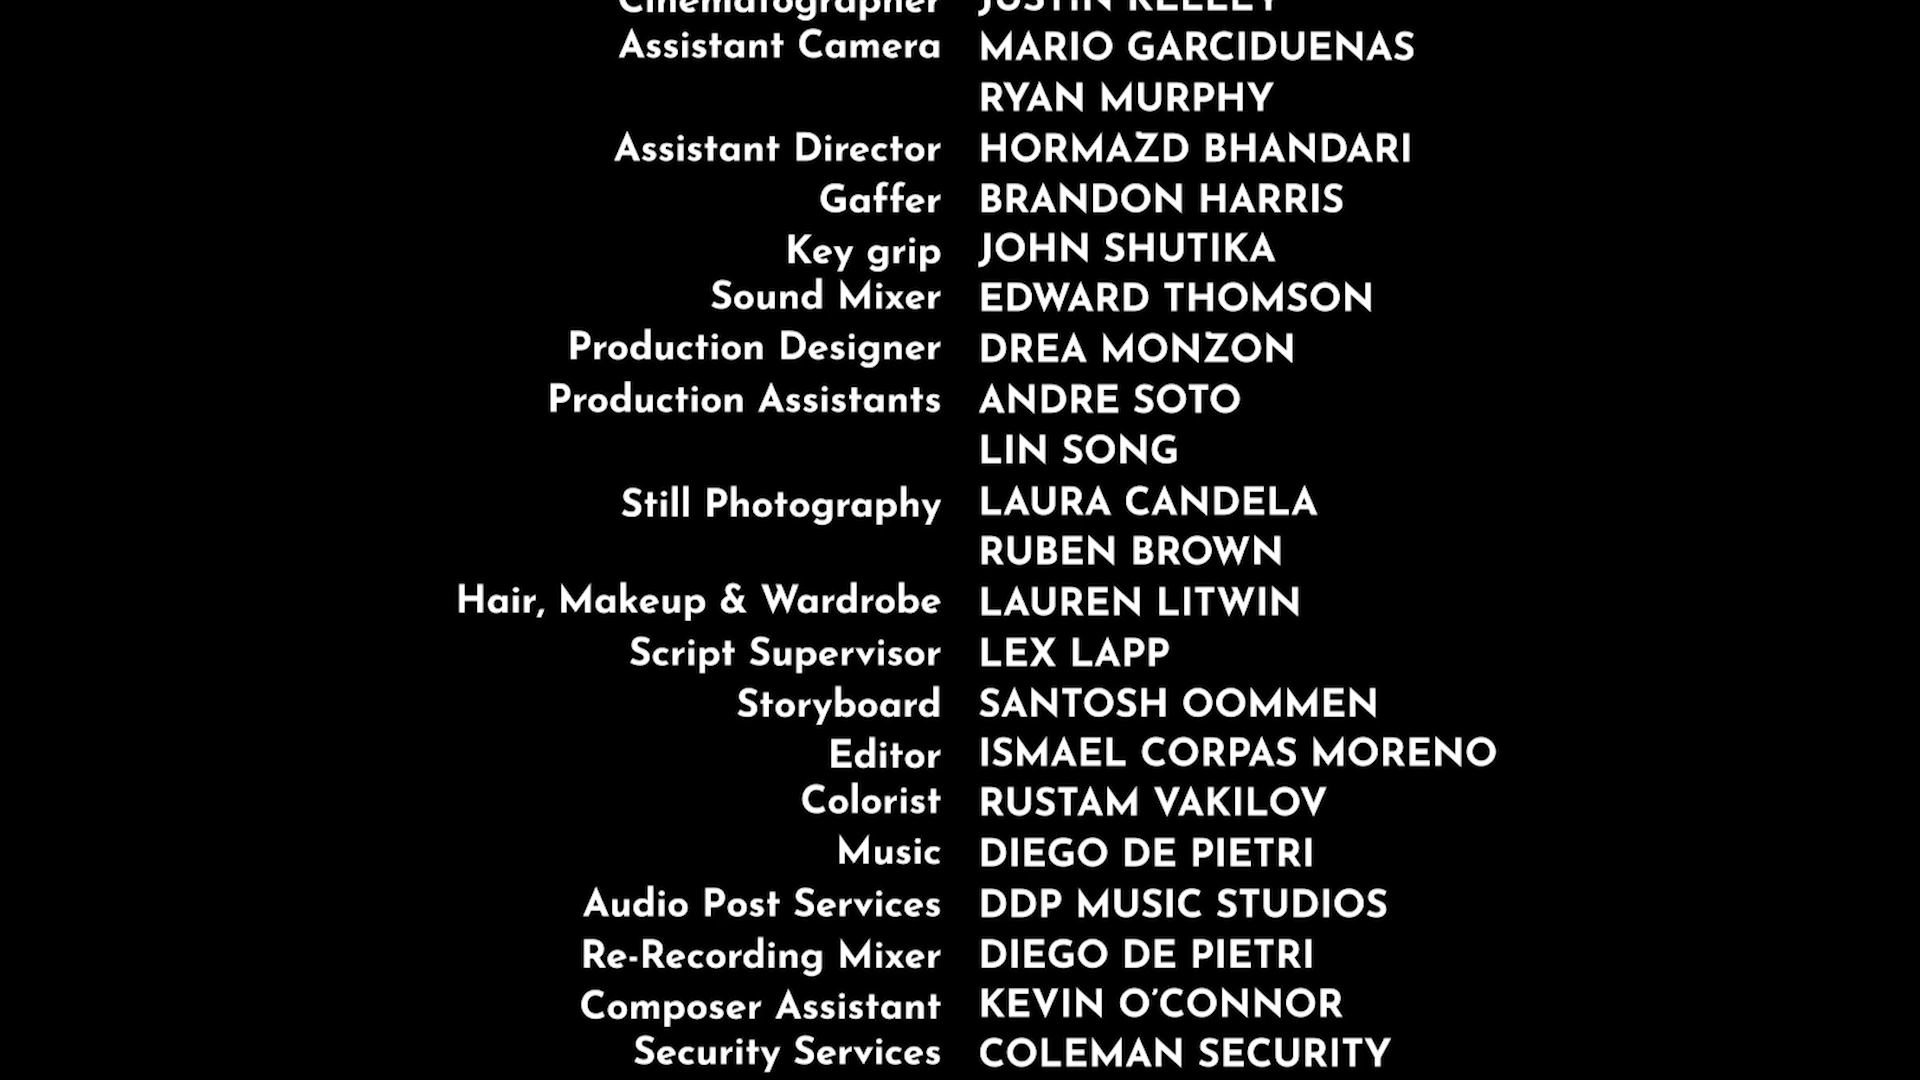 Cinematographer JUSTIN KELLEY
Assistant Camera MARIO GARCIDUENAS
RYAN MURPHY
Assistant Director HORMAZD BHANDARI
Gaffer BRANDON HARRIS
Key grip JOHN SHUTIKA
Sound Mixer EDWARD THOMSON
Production Designer DREA MONZON
Production Assistants ANDRE SOTO
LIN SONG
Still Photography LAURA CANDELA
RUBEN BROWN
Hair, Makeup & Wardrobe LAUREN LITWIN
Script Supervisor LEX LAPP
Storyboard SANTOSH OOMMEN
Editor ISMAEL CORPAS MORENO
Colorist RUSTAM VAKILOV
Music DIEGO DE PIETRI
Audio Post Services DDP MUSIC STUDIOS
Re-Recording Mixer DIEGO DE PIETRI
Composer Assistant KEVIN O’CONNOR
Security Services COLEMAN SECURITY